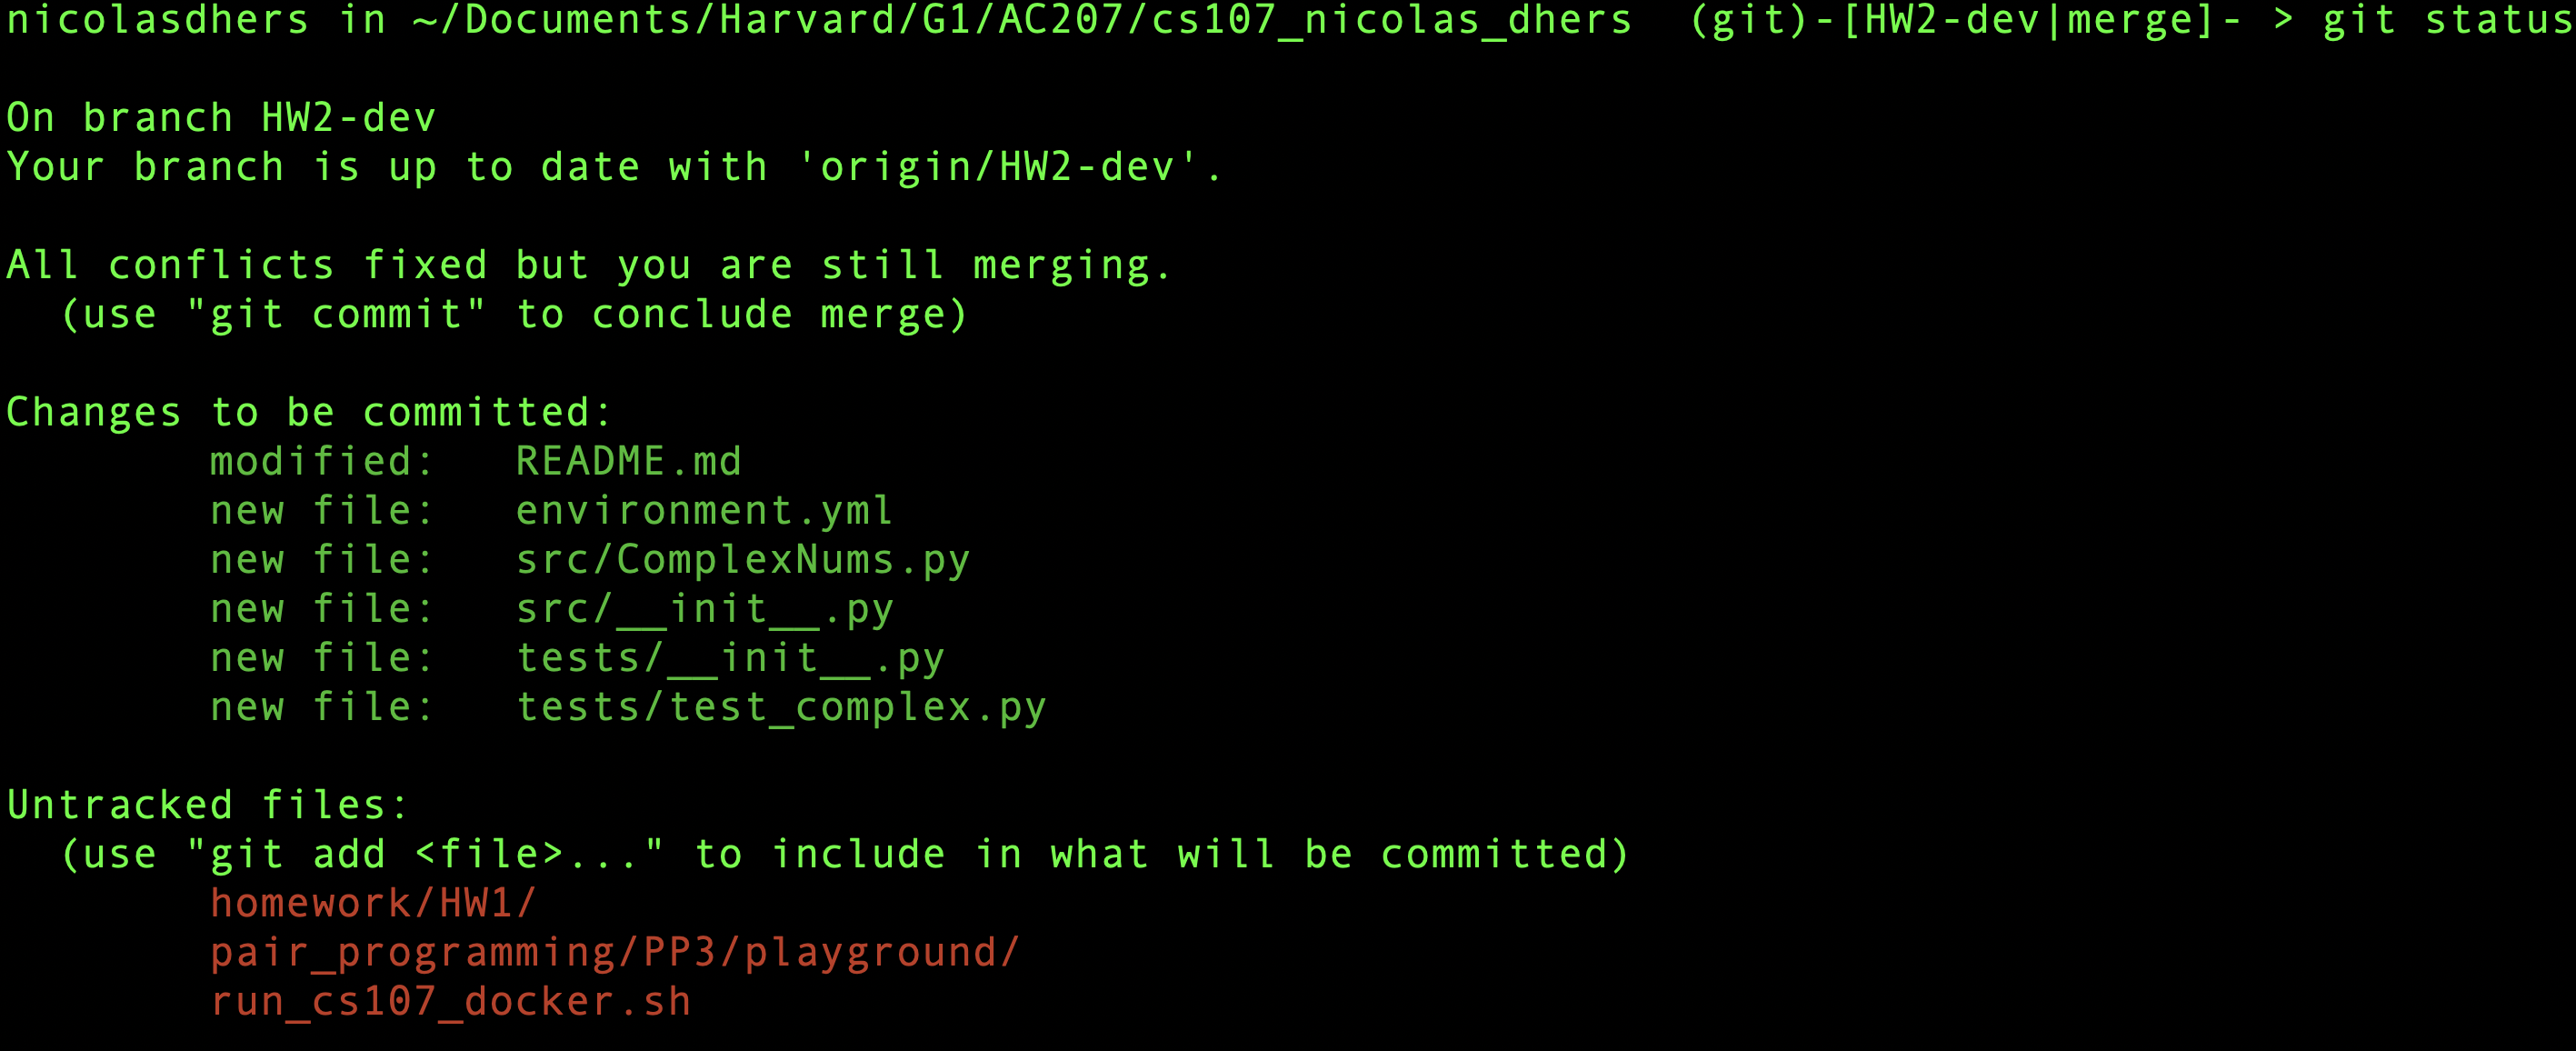 nicolasdhers in ~/Documents/Harvard/G1/AC207/cs107_nicolas_dhers  (git)-[HW2-dev|merge]- > git status
On branch HW2-dev
Your branch is up to date with 'origin/HW2-dev'.
All conflicts fixed but you are still merging.
  (use "git commit" to conclude merge)
Changes to be committed:
        modified:   README.md
        new file:   environment.yml
        new file:   src/ComplexNums.py
        new file:   src/__init__.py
        new file:   tests/__init__.py
        new file:   tests/test_complex.py
Untracked files:
  (use "git add <file>..." to include in what will be committed)
        homework/HW1/
        pair_programming/PP3/playground/
        run_cs107_docker.sh